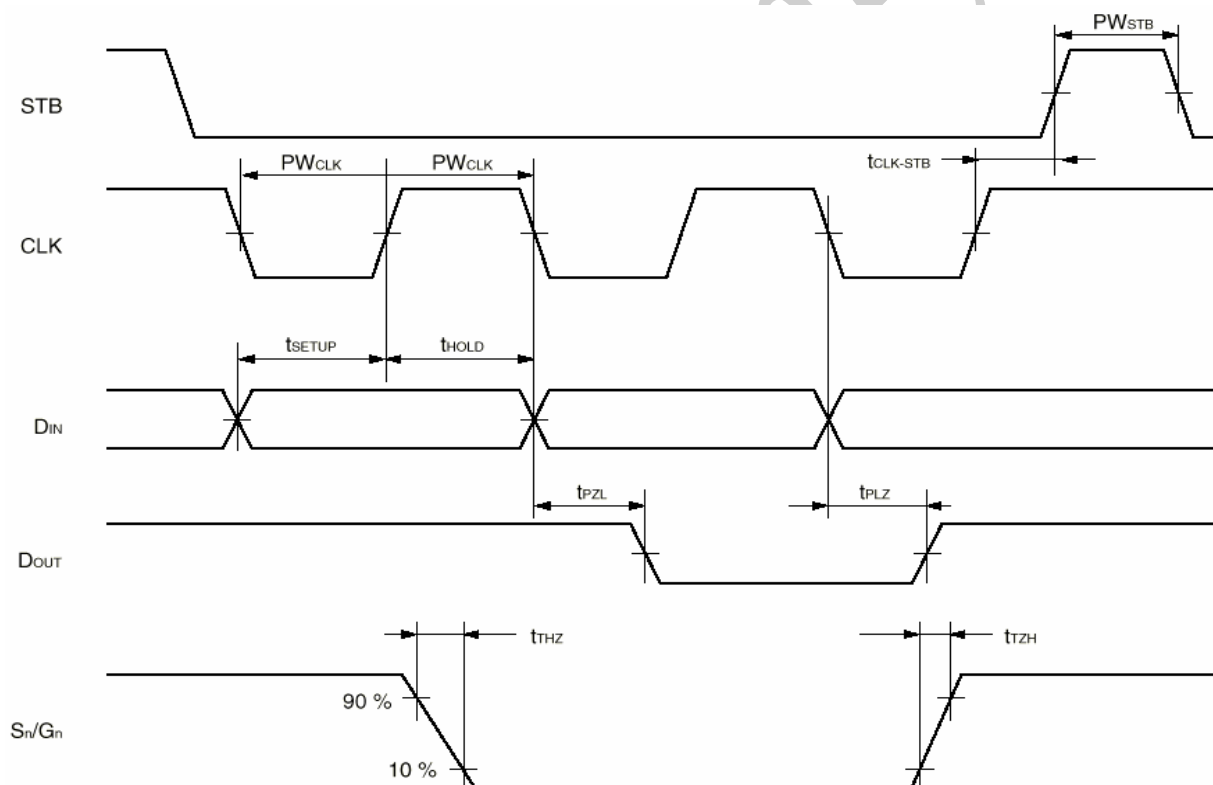 PWSTB
STB
tCLK-STB
PWCLK PWCLK
CLK
tSETUP tHOLD
DIN
tPZL tPLZ
DOUT
tTHZ tTZH
90 %
Sn/Gn
10 %